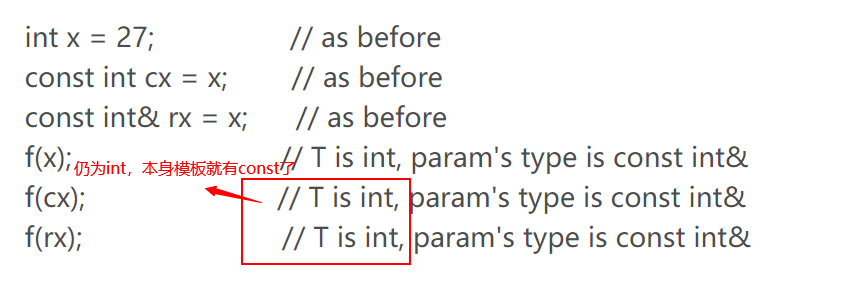 int x = 27; // as before
const int cx = x; // as before
const int& rx = x; // as before
f(x); // T is int, param's type is const int&
仍为int，本身模板就有const了
f(cx); // T is int, param's type is const int&
f(rx); // T is int, param's type is const int&